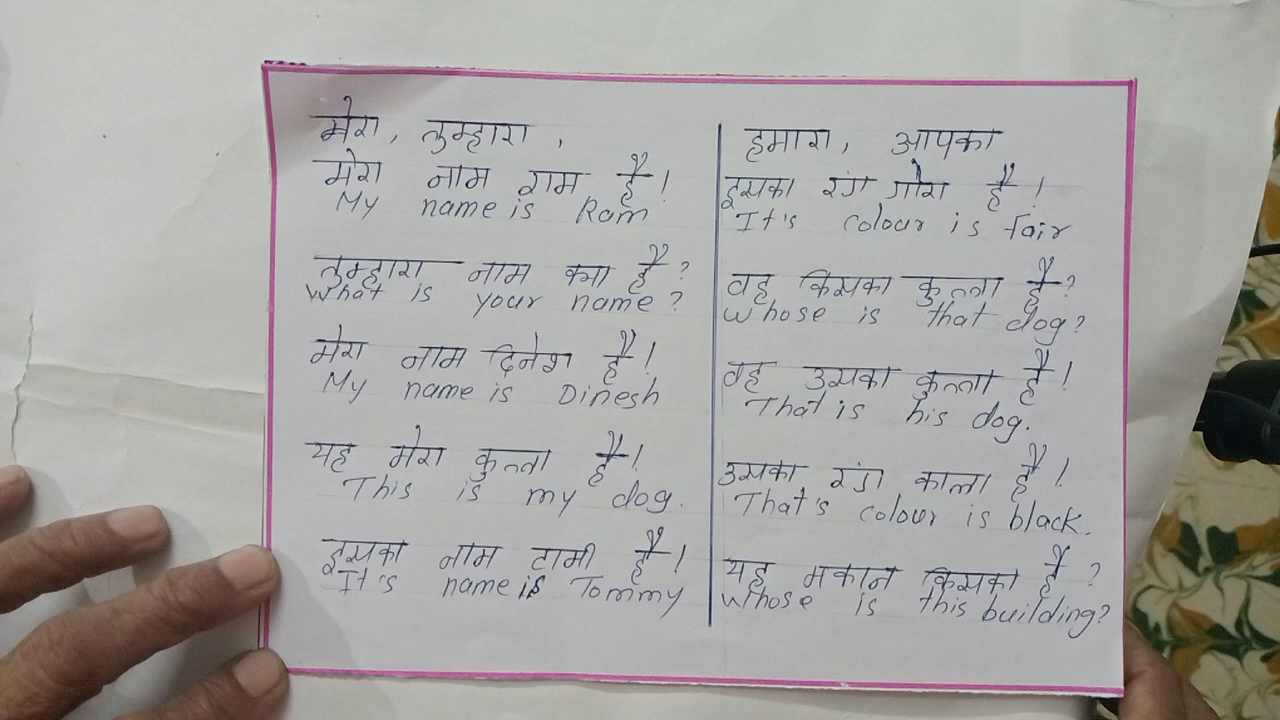 मेरा, तुम्हारा,
मेरा नाम राम है!
My name is Ram
तुम्हारा नाम क्या है?
What is your name?
मेरा नाम दिनेश है!
My name is Dinesh
यह मेरा कुत्ता है!
This is my dog.
इसका नाम टामी है!
It's name is Tommy
हमारा, आपका
इसका रंग गोरा है!
It's colour is fair
वह किसका कुत्ता है?
Whose is that dog?
वह उसका कुत्ता है!
That is his dog.
उसका रंग काला है!
That's colour is black.
यह मकान किसका है?
Whose is this building?